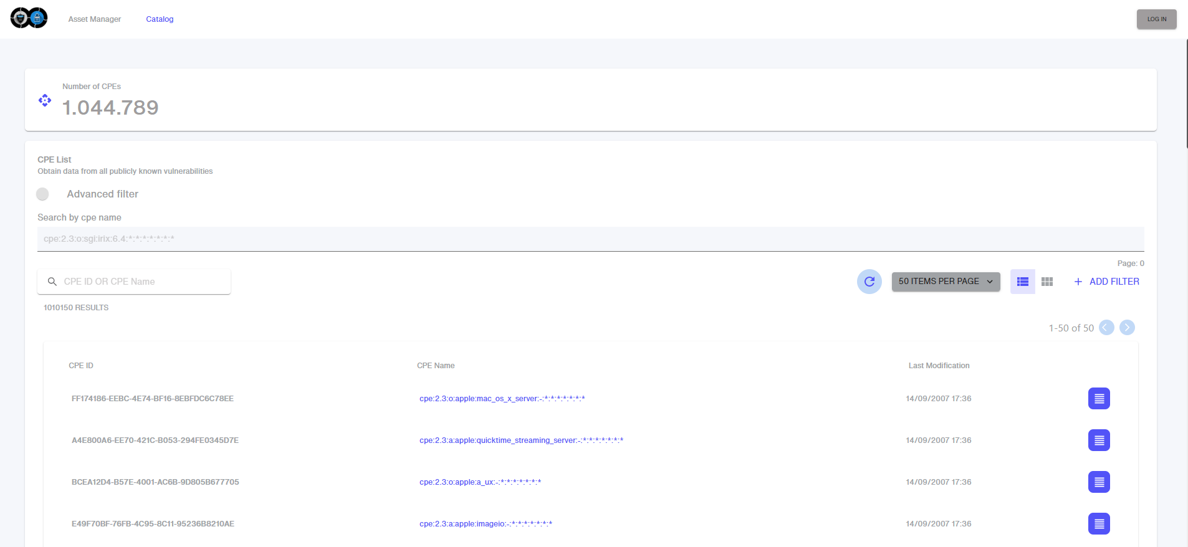 Asset Manager Catalog LOG IN
Number of CPEs
1.044.789
CPE List
Obtain data from all publicly known vulnerabilities
Advanced filter
Search by cpe name
cpe:2.3:o:sgi:irix:6.4:*:*:*:*:*:*:*
Page: 0
CPE ID OR CPE Name 50 ITEMS PER PAGE ADD FILTER
1010150 RESULTS
1-50 of 50
CPE ID CPE Name Last Modification
FF174186-EEBC-4E74-BF16-8EBFDC6C78EE cpe:2.3:o:apple:mac_os_x_server:-:*:*:*:*:*:*:* 14/09/2007 17:36
A4E800A6-EE70-421C-B053-294FE0345D7E cpe:2.3:a:apple:quicktime_streaming_server:-:*:*:*:*:*:*:* 14/09/2007 17:36
BCEA12D4-B57E-4001-AC6B-9D805B677705 cpe:2.3:o:apple:a_ux:-:*:*:*:*:*:*:* 14/09/2007 17:36
E49F70BF-76FB-4C95-8C11-95236B8210AE cpe:2.3:a:apple:imageio:-:*:*:*:*:*:*:* 14/09/2007 17:36